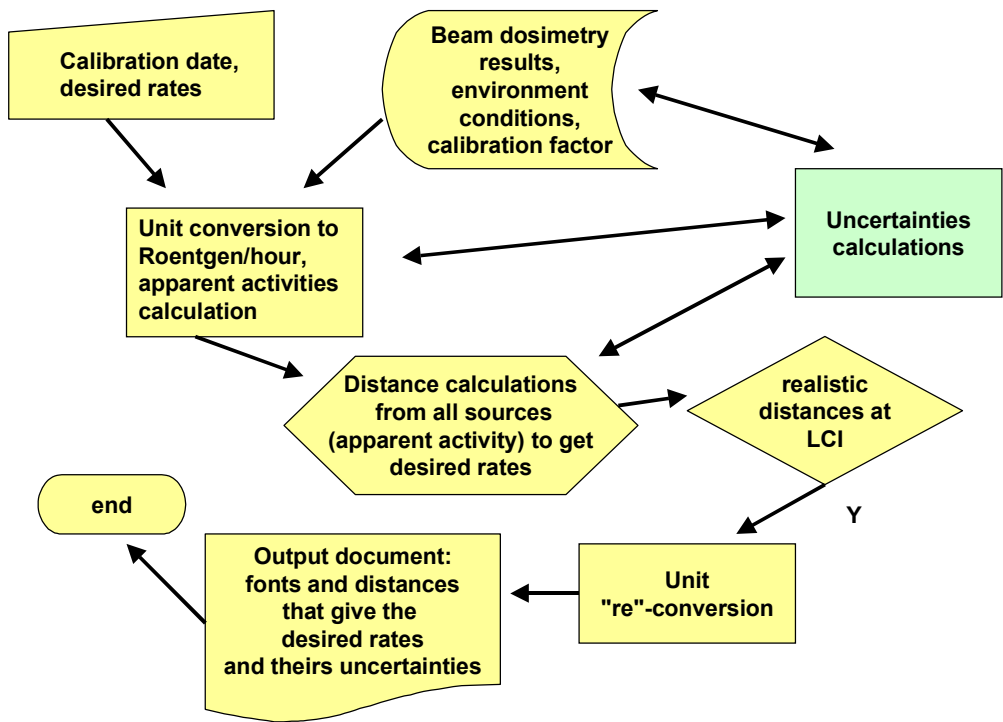 Calibration date,
desired rates
Beam dosimetry
results,
environment
conditions,
calibration factor
Unit conversion to
Roentgen/hour,
apparent activities
calculation
Uncertainties
calculations
Distance calculations
from all sources
(apparent activity) to get
desired rates
realistic
distances at
LCI
Y
end
Output document:
fonts and distances
that give the
desired rates
and theirs uncertainties
Unit
"re"-conversion